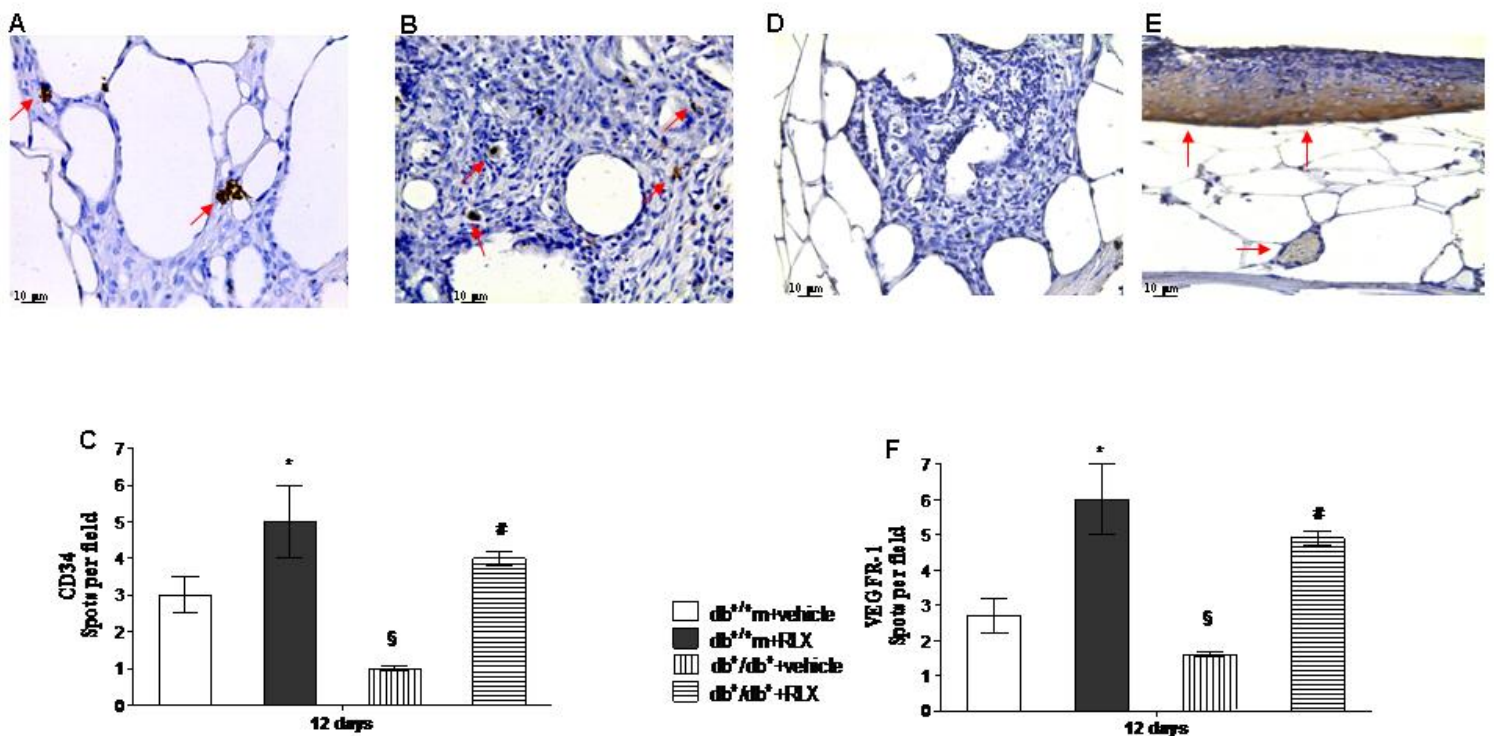 A B D E
10 µm 10 µm 10 µm 10 µm
C
CD34
Spots per field
7
6
5
4
3
2
1
0
*
§
#
12 days
db+/+m+vehicle
db+/+m+RLX
db+/db++vehicle
db+/db++RLX
F
VEGFR-1
Spots per field
7
6
5
4
3
2
1
0
*
§
#
12 days